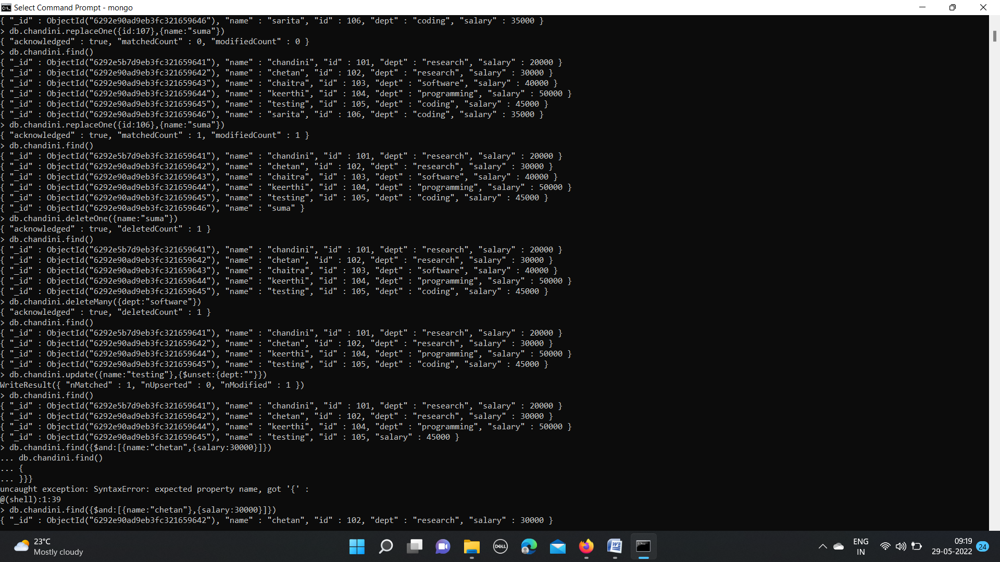 Select Command Prompt - mongo
{ "_id" : ObjectId("6292e90ad9eb3fc321659646"), "name" : "sarita", "id" : 106, "dept" : "coding", "salary" : 35000 }
> db.chandini.replaceOne({id:107},{name:"suma"})
{ "acknowledged" : true, "matchedCount" : 0, "modifiedCount" : 0 }
> db.chandini.find()
{ "_id" : ObjectId("6292e5b7d9eb3fc321659641"), "name" : "chandini", "id" : 101, "dept" : "research", "salary" : 20000 }
{ "_id" : ObjectId("6292e90ad9eb3fc321659642"), "name" : "chetan", "id" : 102, "dept" : "research", "salary" : 30000 }
{ "_id" : ObjectId("6292e90ad9eb3fc321659643"), "name" : "chaitra", "id" : 103, "dept" : "software", "salary" : 40000 }
{ "_id" : ObjectId("6292e90ad9eb3fc321659644"), "name" : "keerthi", "id" : 104, "dept" : "programming", "salary" : 50000 }
{ "_id" : ObjectId("6292e90ad9eb3fc321659645"), "name" : "testing", "id" : 105, "dept" : "coding", "salary" : 45000 }
{ "_id" : ObjectId("6292e90ad9eb3fc321659646"), "name" : "sarita", "id" : 106, "dept" : "coding", "salary" : 35000 }
> db.chandini.replaceOne({id:106},{name:"suma"})
{ "acknowledged" : true, "matchedCount" : 1, "modifiedCount" : 1 }
> db.chandini.find()
{ "_id" : ObjectId("6292e5b7d9eb3fc321659641"), "name" : "chandini", "id" : 101, "dept" : "research", "salary" : 20000 }
{ "_id" : ObjectId("6292e90ad9eb3fc321659642"), "name" : "chetan", "id" : 102, "dept" : "research", "salary" : 30000 }
{ "_id" : ObjectId("6292e90ad9eb3fc321659643"), "name" : "chaitra", "id" : 103, "dept" : "software", "salary" : 40000 }
{ "_id" : ObjectId("6292e90ad9eb3fc321659644"), "name" : "keerthi", "id" : 104, "dept" : "programming", "salary" : 50000 }
{ "_id" : ObjectId("6292e90ad9eb3fc321659645"), "name" : "testing", "id" : 105, "dept" : "coding", "salary" : 45000 }
{ "_id" : ObjectId("6292e90ad9eb3fc321659646"), "name" : "suma" }
> db.chandini.deleteOne({name:"suma"})
{ "acknowledged" : true, "deletedCount" : 1 }
> db.chandini.find()
{ "_id" : ObjectId("6292e5b7d9eb3fc321659641"), "name" : "chandini", "id" : 101, "dept" : "research", "salary" : 20000 }
{ "_id" : ObjectId("6292e90ad9eb3fc321659642"), "name" : "chetan", "id" : 102, "dept" : "research", "salary" : 30000 }
{ "_id" : ObjectId("6292e90ad9eb3fc321659643"), "name" : "chaitra", "id" : 103, "dept" : "software", "salary" : 40000 }
{ "_id" : ObjectId("6292e90ad9eb3fc321659644"), "name" : "keerthi", "id" : 104, "dept" : "programming", "salary" : 50000 }
{ "_id" : ObjectId("6292e90ad9eb3fc321659645"), "name" : "testing", "id" : 105, "dept" : "coding", "salary" : 45000 }
> db.chandini.deleteMany({dept:"software"})
{ "acknowledged" : true, "deletedCount" : 1 }
> db.chandini.find()
{ "_id" : ObjectId("6292e5b7d9eb3fc321659641"), "name" : "chandini", "id" : 101, "dept" : "research", "salary" : 20000 }
{ "_id" : ObjectId("6292e90ad9eb3fc321659642"), "name" : "chetan", "id" : 102, "dept" : "research", "salary" : 30000 }
{ "_id" : ObjectId("6292e90ad9eb3fc321659644"), "name" : "keerthi", "id" : 104, "dept" : "programming", "salary" : 50000 }
{ "_id" : ObjectId("6292e90ad9eb3fc321659645"), "name" : "testing", "id" : 105, "dept" : "coding", "salary" : 45000 }
> db.chandini.update({name:"testing"},{$unset:{dept:""}})
WriteResult({ "nMatched" : 1, "nUpserted" : 0, "nModified" : 1 })
> db.chandini.find()
{ "_id" : ObjectId("6292e5b7d9eb3fc321659641"), "name" : "chandini", "id" : 101, "dept" : "research", "salary" : 20000 }
{ "_id" : ObjectId("6292e90ad9eb3fc321659642"), "name" : "chetan", "id" : 102, "dept" : "research", "salary" : 30000 }
{ "_id" : ObjectId("6292e90ad9eb3fc321659644"), "name" : "keerthi", "id" : 104, "dept" : "programming", "salary" : 50000 }
{ "_id" : ObjectId("6292e90ad9eb3fc321659645"), "name" : "testing", "id" : 105, "salary" : 45000 }
> db.chandini.find({$and:[{name:"chetan",{salary:30000}]})
... db.chandini.find()
... {
... }}}
uncaught exception: SyntaxError: expected property name, got '{' :
@(shell):1:39
> db.chandini.find({$and:[{name:"chetan"},{salary:30000}]})
{ "_id" : ObjectId("6292e90ad9eb3fc321659642"), "name" : "chetan", "id" : 102, "dept" : "research", "salary" : 30000 }
23°C
Mostly cloudy
DELL
ENG
IN
09:19
29-05-2022
24